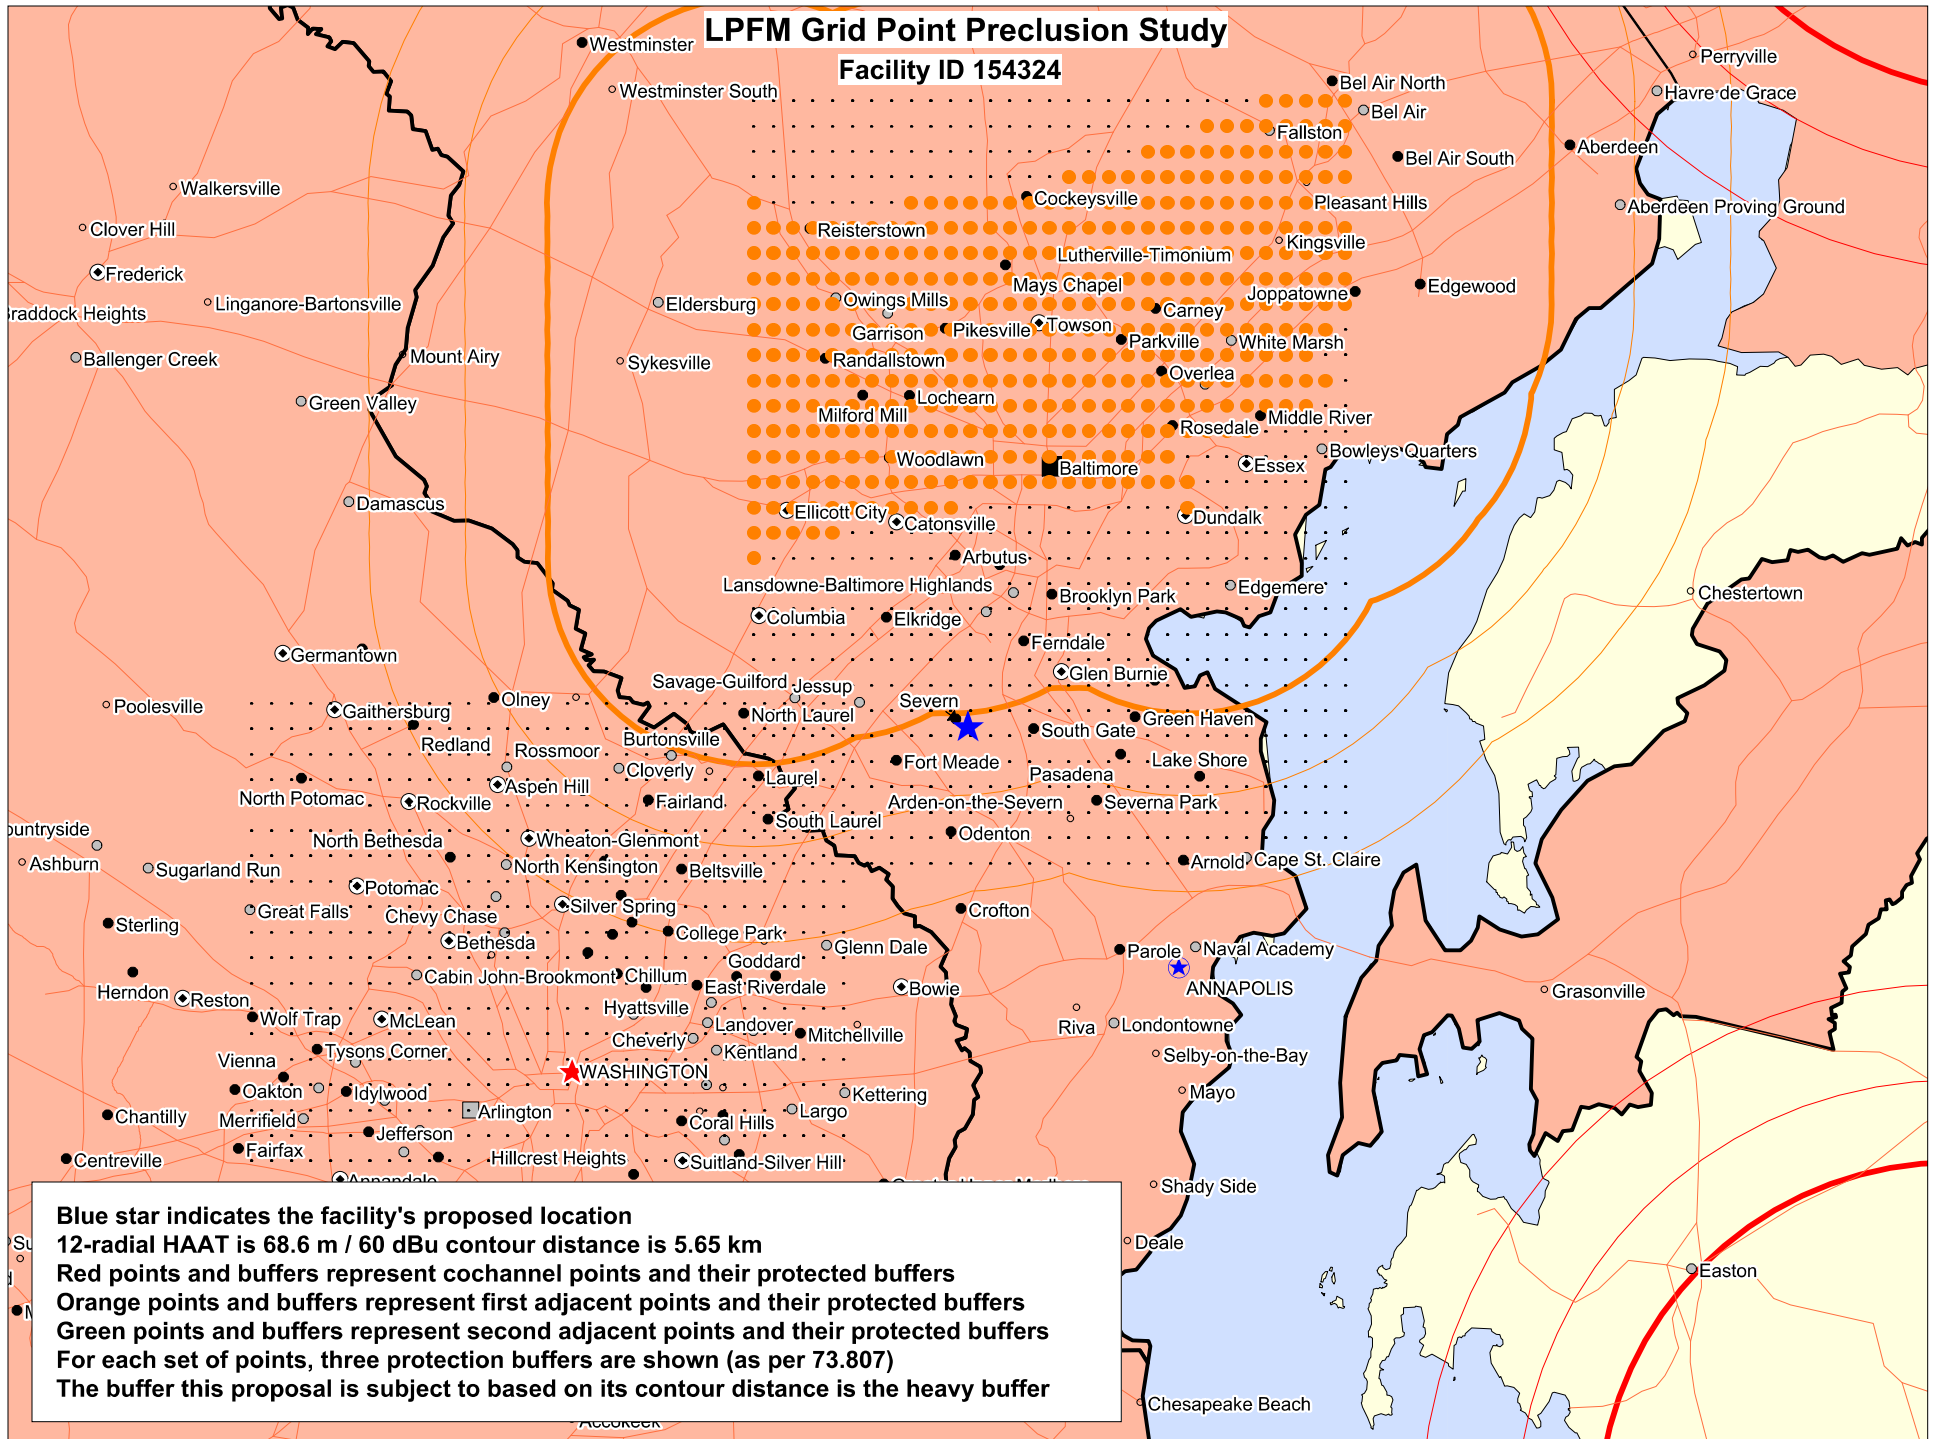 LPFM Grid Point Preclusion Study
Facility ID 154324
Westminster
Westminster South
Perryville
Bel Air North
Havre de Grace
Bel Air
Fallston
Aberdeen
Bel Air South
Walkersville
Cockeysville
Pleasant Hills
Aberdeen Proving Ground
Clover Hill
Reisterstown
Kingsville
Lutherville-Timonium
Frederick
Mays Chapel
Edgewood
Joppatowne
Linganore-Bartonsville
Eldersburg
Owings Mills
Carney
Braddock Heights
Garrison
Pikesville
Towson
Parkville
White Marsh
Ballenger Creek
Mount Airy
Sykesville
Randallstown
Overlea
Green Valley
Lochearn
Milford Mill
Middle River
Rosedale
Bowleys Quarters
Woodlawn
Baltimore
Essex
Damascus
Ellicott City
Catonsville
Dundalk
Arbutus
Lansdowne-Baltimore Highlands
Edgemere
Brooklyn Park
Chestertown
Columbia
Elkridge
Ferndale
Germantown
Glen Burnie
Savage-Guilford
Jessup
Olney
Severn
Poolesville
Gaithersburg
North Laurel
Green Haven
South Gate
Redland
Rossmoor
Burtonsville
Fort Meade
Lake Shore
Cloverly
Laurel
Pasadena
Aspen Hill
North Potomac
Rockville
Fairland
Arden-on-the-Severn
Severna Park
South Laurel
ountryside
Odenton
North Bethesda
Wheaton-Glenmont
Ashburn
Sugarland Run
North Kensington
Beltsville
Arnold
Cape St. Claire
Potomac
Great Falls
Chevy Chase
Silver Spring
Crofton
Sterling
College Park
Bethesda
Glenn Dale
Parole
Naval Academy
Goddard
Cabin John-Brookmont
Chillum
East Riverdale
Bowie
ANNAPOLIS
Herndon
Reston
Grasonville
Hyattsville
Wolf Trap
McLean
Landover
Mitchellville
Riva
Londontowne
Cheverly
Kentland
Vienna
Tysons Corner
Selby-on-the-Bay
WASHINGTON
Oakton
Idylwood
Kettering
Mayo
Chantilly
Merrifield
Arlington
Largo
Coral Hills
Jefferson
Fairfax
Centreville
Hillcrest Heights
Suitland-Silver Hill
Annandale
Shady Side
Blue star indicates the facility's proposed location
12-radial HAAT is 68.6 m / 60 dBu contour distance is 5.65 km
Red points and buffers represent cochannel points and their protected buffers
Orange points and buffers represent first adjacent points and their protected buffers
Green points and buffers represent second adjacent points and their protected buffers
For each set of points, three protection buffers are shown (as per 73.807)
The buffer this proposal is subject to based on its contour distance is the heavy buffer
Deale
Easton
Chesapeake Beach
Accokeek